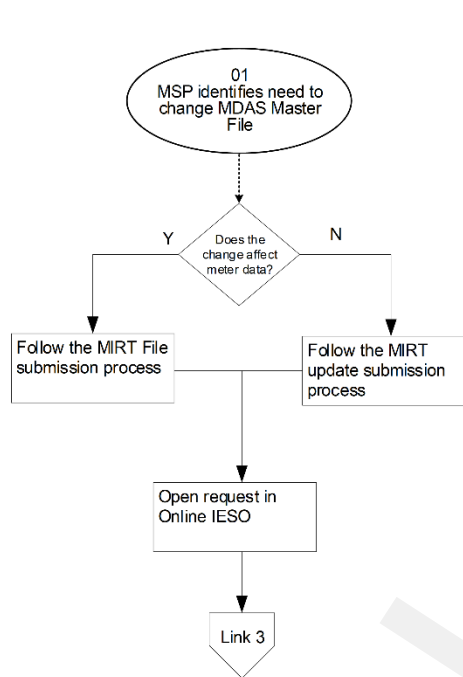 01
MSP identifies need to
change MDAS Master
File
Does the
change affect
meter data?
Y
N
Follow the MIRT File
submission process
Follow the MIRT
update submission
process
Open request in
Online IESO
Link 3